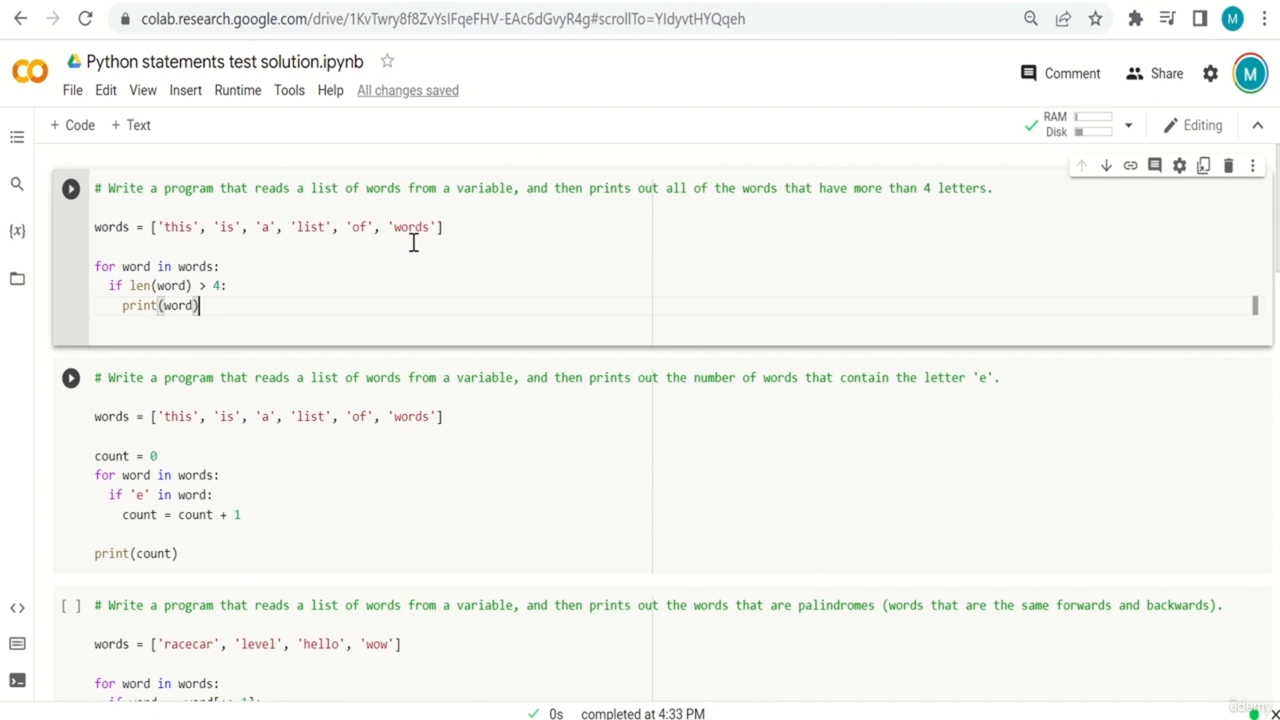 colab.research.google.com/drive/1KvTwry8f8ZvYsIFqeFHV-EAc6dGvyR4g#scrollTo=YIdyvtHYQqeh
M
Python statements test solution.ipynb
Comment
Share
M
File Edit View Insert Runtime Tools Help All changes saved
+ Code + Text
RAM
Disk
Editing
# Write a program that reads a list of words from a variable, and then prints out all of the words that have more than 4 letters.
words = ['this', 'is', 'a', 'list', 'of', 'words']
for word in words:
if len(word) > 4:
print(word)
# Write a program that reads a list of words from a variable, and then prints out the number of words that contain the letter 'e'.
words = ['this', 'is', 'a', 'list', 'of', 'words']
count = 0
for word in words:
if 'e' in word:
count = count + 1
print(count)
[ ] # Write a program that reads a list of words from a variable, and then prints out the words that are palindromes (words that are the same forwards and backwards).
words = ['racecar', 'level', 'hello', 'wow']
for word in words:
0s completed at 4:33 PM
ûdemy